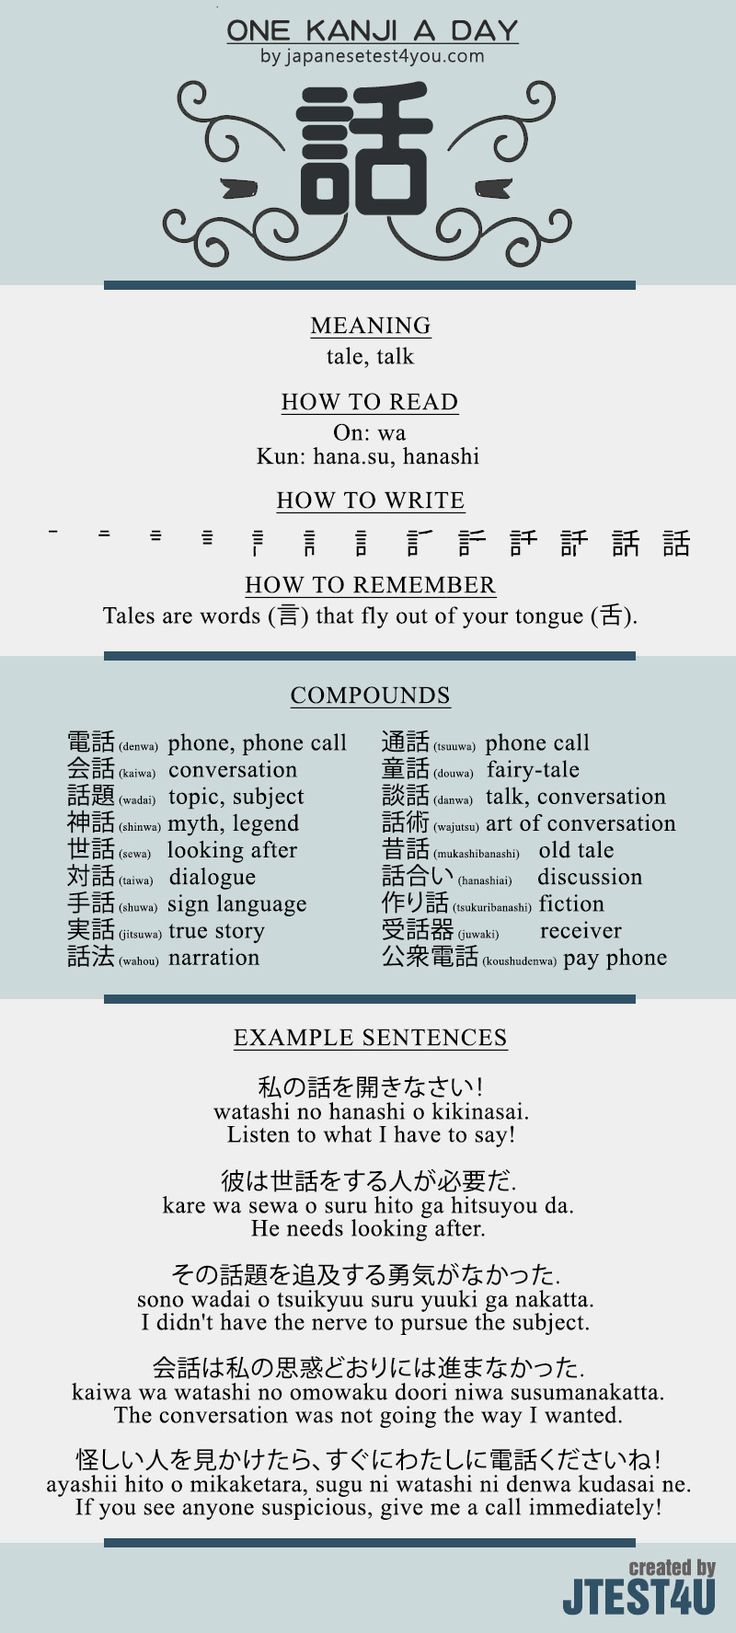 ONE KANJI A DAY
by japanesetest4you.com
話
MEANING
tale, talk
HOW TO READ
On: wa
Kun: hana.su, hanashi
HOW TO WRITE
話
HOW TO REMEMBER
Tales are words (言) that fly out of your tongue (舌).
COMPOUNDS
電話 (denwa) phone, phone call
会話 (kaiwa) conversation
話題 (wadai) topic, subject
神話 (shinwa) myth, legend
世話 (sewa) looking after
対話 (taiwa) dialogue
手話 (shuwa) sign language
実話 (jitsuwa) true story
話法 (wahou) narration
通話 (tsuuwa) phone call
童話 (douwa) fairy-tale
談話 (danwa) talk, conversation
話術 (wajutsu) art of conversation
昔話 (mukashibanashi) old tale
話合い (hanashiai) discussion
作り話 (tsukuribanashi) fiction
受話器 (juwaki) receiver
公衆電話 (koushudenwa) pay phone
EXAMPLE SENTENCES
私の話を開きなさい!
watashi no hanashi o kikinasai.
Listen to what I have to say!
彼は世話をする人が必要だ.
kare wa sewa o suru hito ga hitsuyou da.
He needs looking after.
その話題を追及する勇気がなかった.
sono wadai o tsuikyuu suru yuuki ga nakatta.
I didn't have the nerve to pursue the subject.
会話は私の思惑どおりには進まなかった.
kaiwa wa watashi no omowaku doori niwa susumanakatta.
The conversation was not going the way I wanted.
怪しい人を見かけたら、すぐにわたしに電話くださいね!
ayashii hito o mikaketara, sugu ni watashi ni denwa kudasai ne.
If you see anyone suspicious, give me a call immediately!
created by
JTEST4U